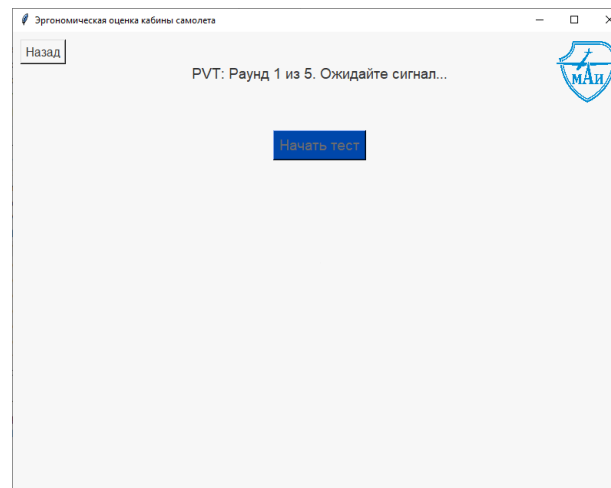 Эргономическая оценка кабины самолета
Назад
PVT: Раунд 1 из 5. Ожидайте сигнал...
МАИ
Начать тест